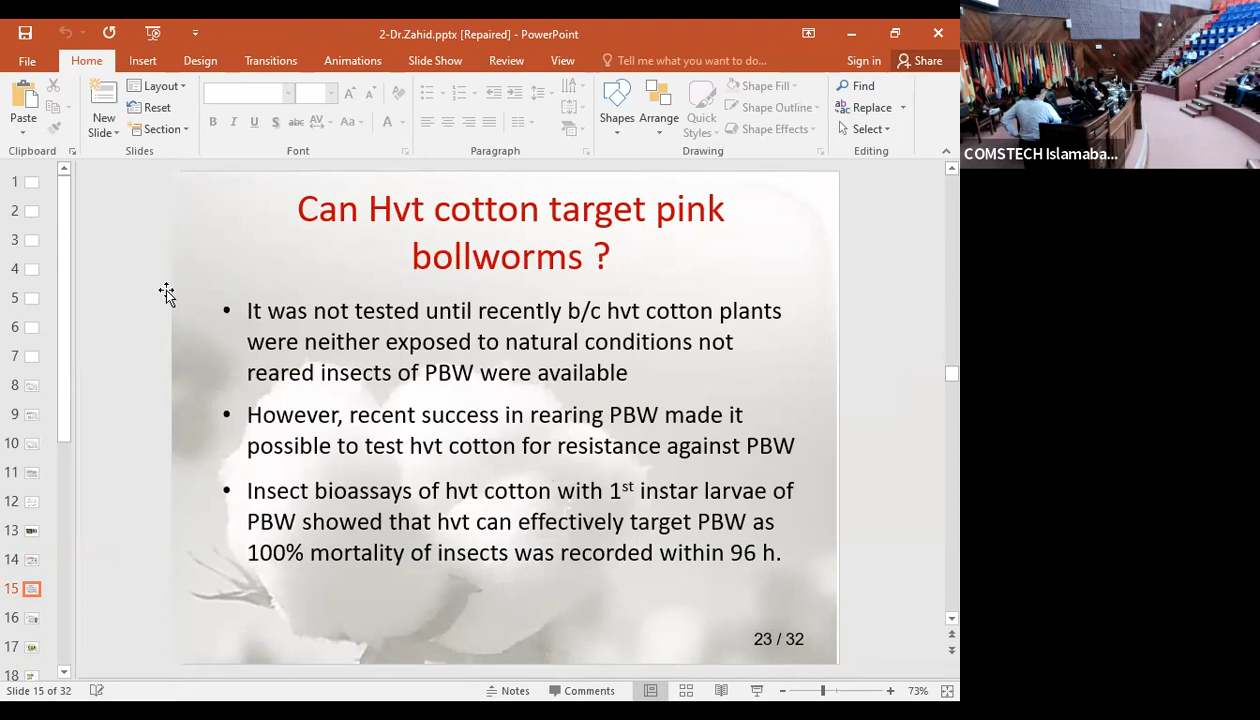 2-Dr.Zahid.pptx [Repaired] - PowerPoint
File Home Insert Design Transitions Animations Slide Show Review View Tell me what you want to do... Sign in Share
Paste
New
Slide
Layout
Reset
Section
B I U S abc AV Aa A
Shapes
Arrange
Quick
Styles
Shape Fill
Shape Outline
Shape Effects
Find
Replace
Select
Clipboard Slides Font Paragraph Drawing Editing
COMSTECH Islamaba...
1
2
3
4
5
6
7
8
9
10
11
12
13
14
15
16
17
18
Can Hvt cotton target pink
bollworms ?
• It was not tested until recently b/c hvt cotton plants
were neither exposed to natural conditions not
reared insects of PBW were available
• However, recent success in rearing PBW made it
possible to test hvt cotton for resistance against PBW
• Insect bioassays of hvt cotton with 1st instar larvae of
PBW showed that hvt can effectively target PBW as
100% mortality of insects was recorded within 96 h.
23 / 32
Slide 15 of 32 Notes Comments 73%